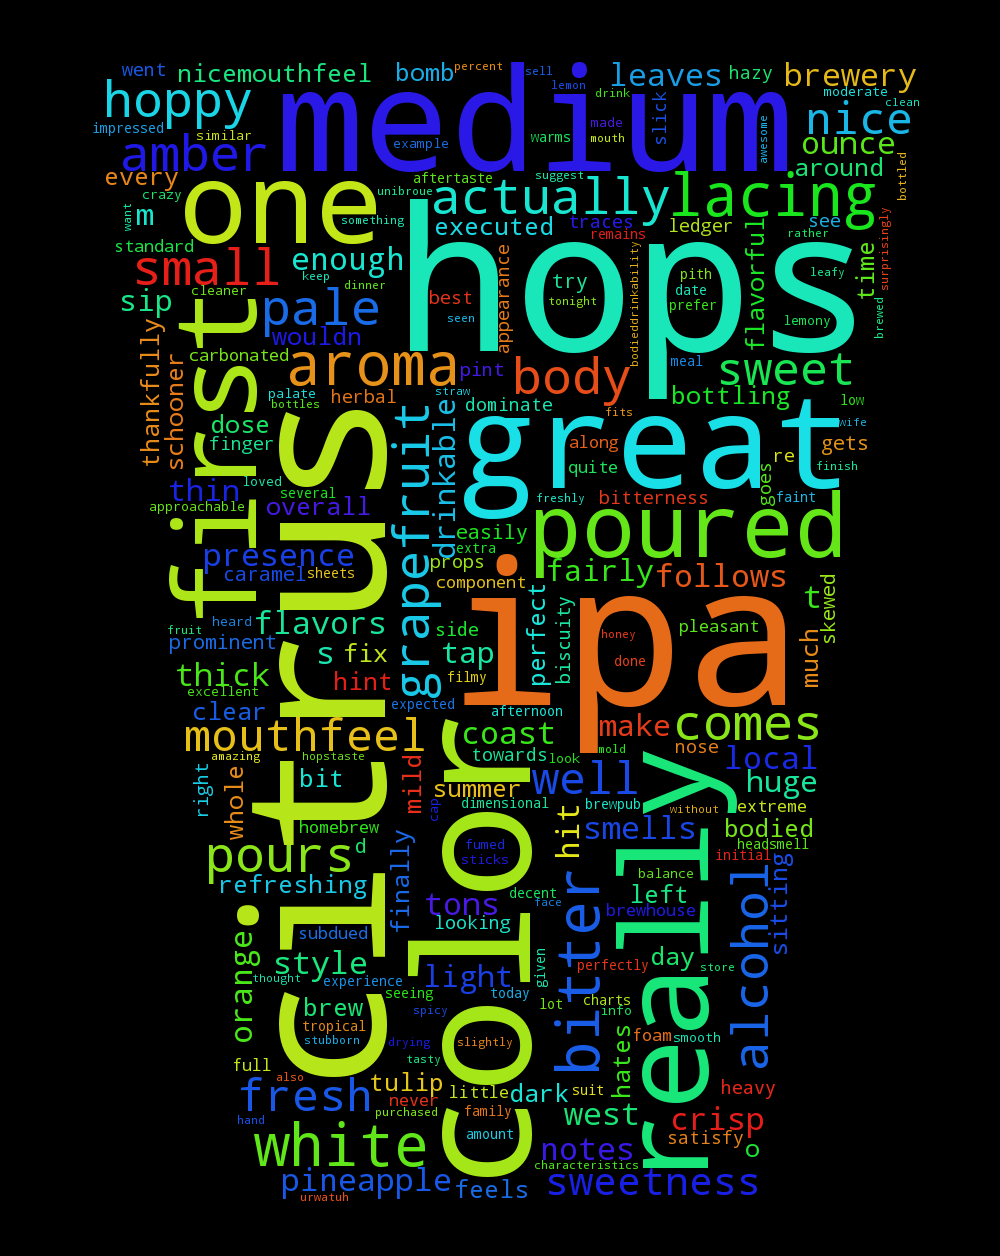 went
nicemouthfeel
bomb
percent
sell
leaves
hazy
brewery
hoppy
medium
lemon
drink
moderate
clean
impressed
similar
example
made
mouth
slick
awesome
nice
amber
warms
ounce
every
crazy
one
unibroue
aftertaste
suggest
actually
lacing
around
bottled
want
m
something
executed
traces
remains
ledger
see
standard
small
enough
hops
appearance
try
tonight
bodieddrinkability
pith
date
prefer
flavorful
rather
leafy
time
surprisingly
keep
dinner
cleaner
sip
pale
best
seen
lemony
brewed
wouldn
thankfully
schooner
first
carbonated
aroma
pint
body
meal
sweet
palate
bottles
herbal
straw
dominate
fits
bottling
low
wife
dose
finger
citrus
grapefruit
drinkable
great
along
quite
re
goes
gets
finish
loved
thin
several
approachable
overall
freshly
bitterness
faint
easily
extra
poured
presence
caramel
sheets
props
component
fairly
follows
t
skewed
fruit
heard
flavors
side
perfect
biscuity
ipa
honey
done
pleasant
much
prominent
s
fix
tap
filmy
thick
excellent
hint
expected
afternoon
make
comes
clear
mouthfeel
amazing
hopstaste
coast
towards
look
mold
nose
local
right
whole
bit
mild
cap
summer
dimensional
well
brewpub
without
huge
extreme
homebrew
d
pours
finally
color
fumed
sticks
hit
smells
really
bodied
headsmell
initial
refreshing
tons
decent
face
bitter
balance
left
brewhouse
alcohol
sitting
orange
subdued
looking
style
thought
experience
light
given
perfectly
day
store
seeing
today
lot
charts
info
brew
spicy
tropical
stubborn
drying
slightly
tasty
hates
foam
smooth
full
also
tulip
never
little
dark
suit
heavy
fresh
hand
purchased
family
amount
west
crisp
satisfy
white
notes
o
characteristics
pineapple
urwatuh
feels
sweetness